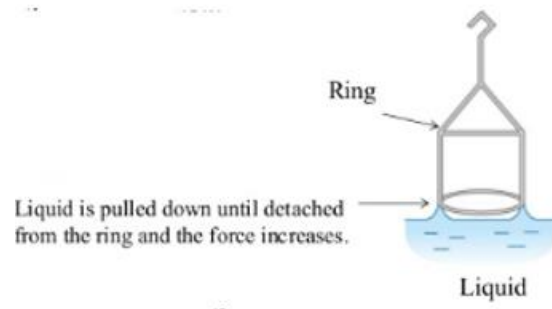 Ring
Liquid is pulled down until detached
from the ring and the force increases.
Liquid